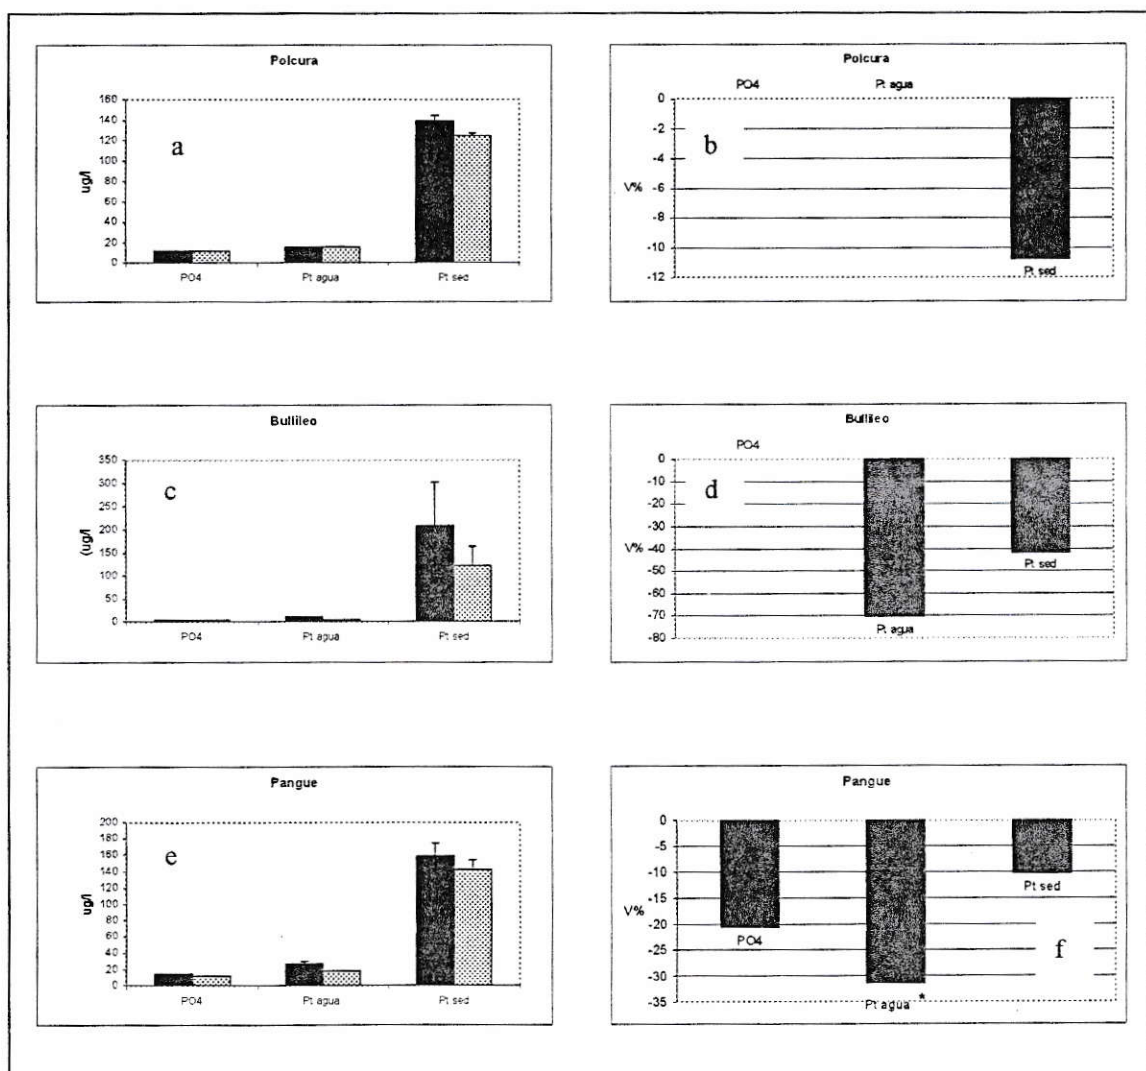 Polcura
160
140
120
100
80
60
40
20
0
ug/l
a
PO4
Pt agua
Pt sed
Polcura
PO4
Pt agua
0
-2
-4
-6
-8
-10
-12
V%
b
Pt sed
Bullileo
350
300
250
200
150
100
50
0
(ug/l
c
PO4
Pt agua
Pt sed
Bullileo
PO4
0
-10
-20
-30
-40
-50
-60
-70
-80
V%
d
Pt agua
Pt sed
Pangue
200
180
160
140
120
100
80
60
40
20
0
ug/l
e
PO4
Pt agua
Pt sed
Pangue
0
-5
-10
-15
-20
-25
-30
-35
V%
PO4
Pt agua *
Pt sed
f